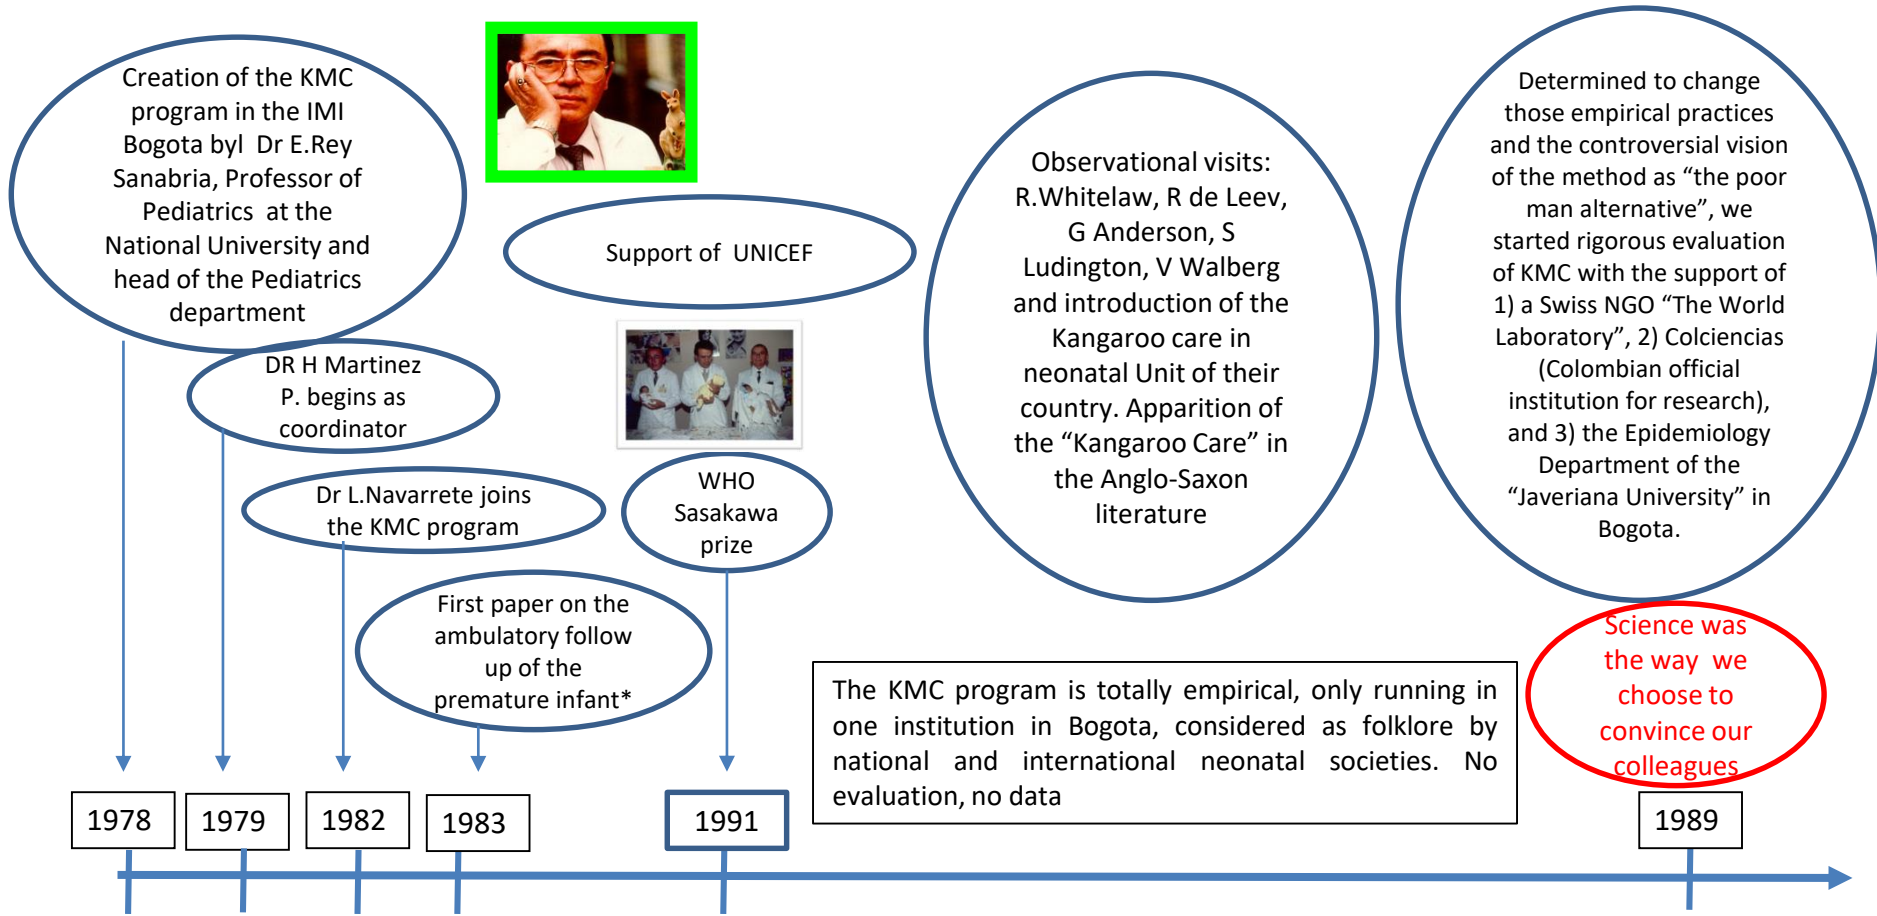 Creation of the KMC
program in the IMI
Bogota byl Dr E.Rey
Sanabria, Professor of
Pediatrics at the
National University and
head of the Pediatrics
department
DR H Martinez
P. begins as
coordinator
Dr L.Navarrete joins
the KMC program
First paper on the
ambulatory follow
up of the
premature infant*
Support of UNICEF
WHO
Sasakawa
prize
Observational visits:
R.Whitelaw, R de Leev,
G Anderson, S
Ludington, V Walberg
and introduction of the
Kangaroo care in
neonatal Unit of their
country. Apparition of
the “Kangaroo Care” in
the Anglo-Saxon
literature
Determined to change
those empirical practices
and the controversial vision
of the method as “the poor
man alternative”, we
started rigorous evaluation
of KMC with the support of
1) a Swiss NGO “The World
Laboratory”, 2) Colciencias
(Colombian official
institution for research),
and 3) the Epidemiology
Department of the
“Javeriana University” in
Bogota.
Science was
the way we
choose to
convince our
colleagues
The KMC program is totally empirical, only running in
one institution in Bogota, considered as folklore by
national and international neonatal societies. No
evaluation, no data
1978
1979
1982
1983
1991
1989